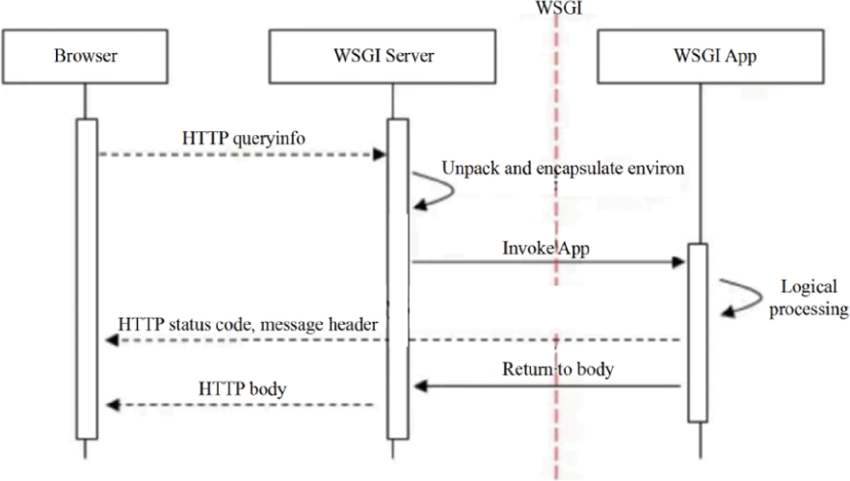 WSGI
Browser
WSGI Server
WSGI App
HTTP queryinfo
Unpack and encapsulate environ
Invoke App
Logical
processing
HTTP status code, message header
Return to body
HTTP body